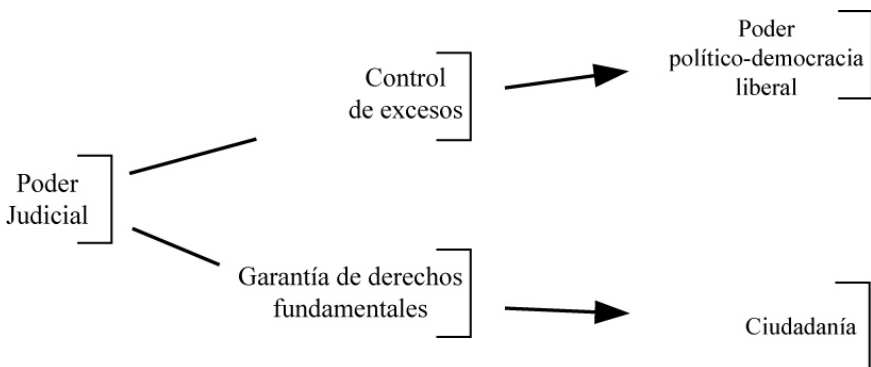 Poder
Judicial
Control
de excesos
Poder
político-democracia
liberal
Garantía de derechos
fundamentales
Ciudadanía